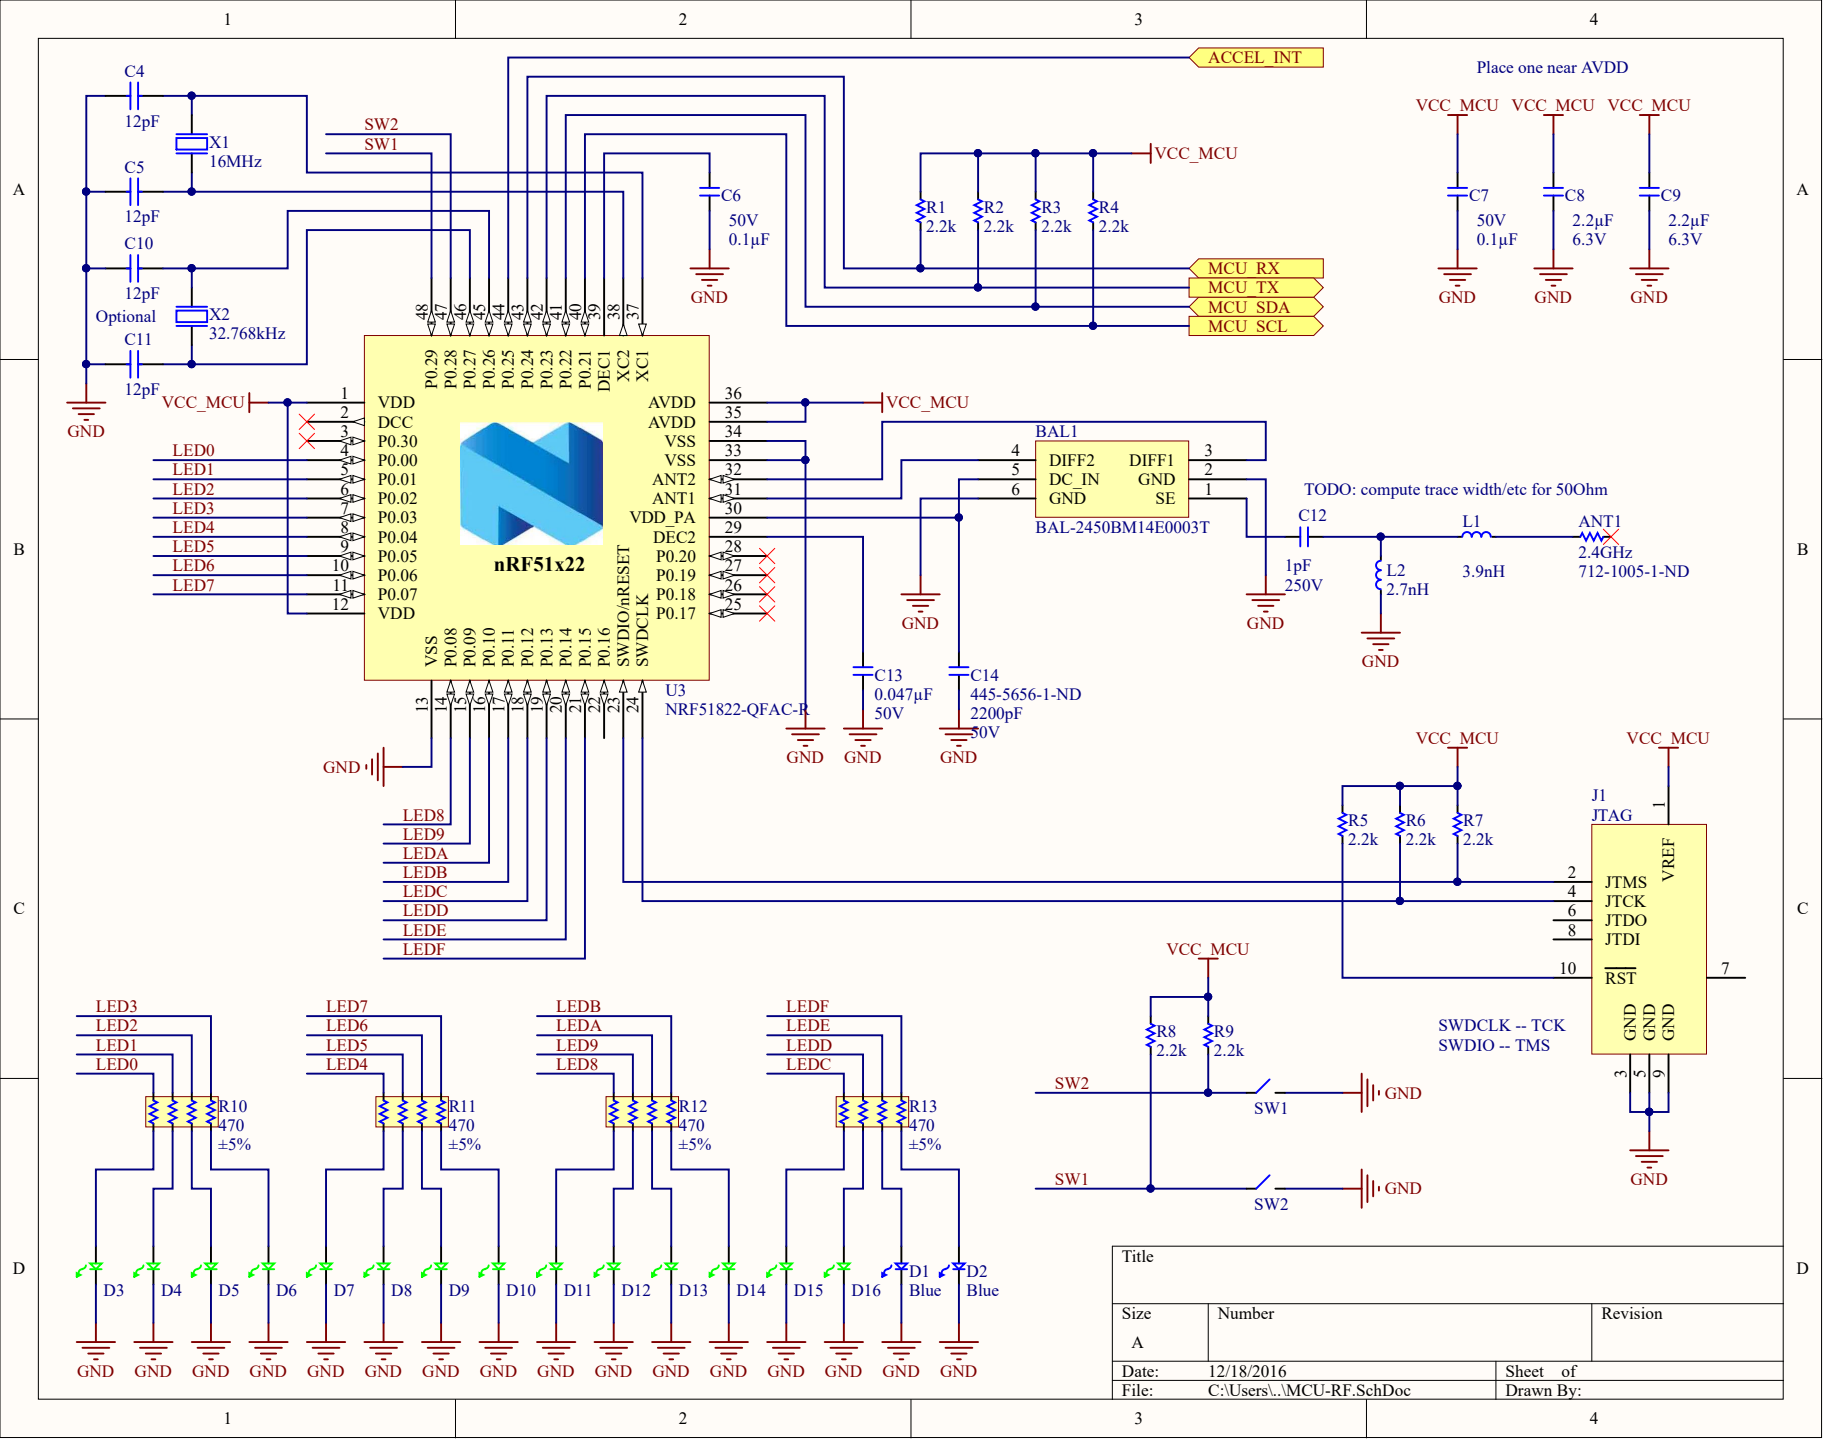 1 2 3 4
A A
B B
C C
D D
1 2 3 4
C4
12pF
X1
16MHz
C5
12pF
C10
12pF
Optional
X2
32.768kHz
C11
12pF
GND
SW2
SW1
ACCEL_INT
C6
50V
0.1µF
GND
VCC_MCU
R1
2.2k
R2
2.2k
R3
2.2k
R4
2.2k
MCU_RX
MCU_TX
MCU_SDA
MCU_SCL
Place one near AVDD
VCC_MCU VCC_MCU VCC_MCU
C7
50V
0.1µF
GND
C8
2.2µF
6.3V
GND
C9
2.2µF
6.3V
GND
48 47 46 45 44 43 42 41 40 39 38 37
P0.29 P0.28 P0.27 P0.26 P0.25 P0.24 P0.23 P0.22 P0.21 DEC1 XC2 XC1
VCC_MCU
LED0
LED1
LED2
LED3
LED4
LED5
LED6
LED7
1 VDD
2 DCC
3 P0.30
4 P0.00
5 P0.01
6 P0.02
7 P0.03
8 P0.04
9 P0.05
10 P0.06
11 P0.07
12 VDD
nRF51x22
AVDD 36
AVDD 35
VSS 34
VSS 33
ANT2 32
ANT1 31
VDD_PA 30
DEC2 29
P0.20 28
P0.19 27
P0.18 26
P0.17 25
VSS P0.08 P0.09 P0.10 P0.11 P0.12 P0.13 P0.14 P0.15 P0.16 SWDIO/nRESET SWDCLK
13 14 15 16 17 18 19 20 21 22 23 24
U3
NRF51822-QFAC-R
VCC_MCU
BAL1
4 DIFF2
5 DC_IN
6 GND
DIFF1 3
GND 2
SE 1
BAL-2450BM14E0003T
GND
GND
TODO: compute trace width/etc for 50Ohm
C12
1pF
250V
L1
3.9nH
L2
2.7nH
GND
ANT1
2.4GHz
712-1005-1-ND
GND
C13
0.047µF
50V
GND
C14
445-5656-1-ND
2200pF
50V
GND
GND
LED8
LED9
LEDA
LEDB
LEDC
LEDD
LEDE
LEDF
VCC_MCU
VCC_MCU
R5
2.2k
R6
2.2k
R7
2.2k
J1
JTAG
1 VREF
2 JTMS
4 JTCK
6 JTDO
8 JTDI
10 RST
7
GND GND GND
3 5 9
GND
SWDCLK -- TCK
SWDIO -- TMS
VCC_MCU
R8
2.2k
R9
2.2k
SW2
SW1
GND
SW1
SW2
GND
LED3
LED2
LED1
LED0
R10
470
±5%
LED7
LED6
LED5
LED4
R11
470
±5%
LEDB
LEDA
LED9
LED8
R12
470
±5%
LEDF
LEDE
LEDD
LEDC
R13
470
±5%
D3 D4 D5 D6 D7 D8 D9 D10 D11 D12 D13 D14 D15 D16 D1 D2
Blue Blue
GND GND GND GND GND GND GND GND GND GND GND GND GND GND GND GND
Title
Size Number Revision
A
Date: 12/18/2016 Sheet of
File: C:\Users\..\MCU-RF.SchDoc Drawn By: